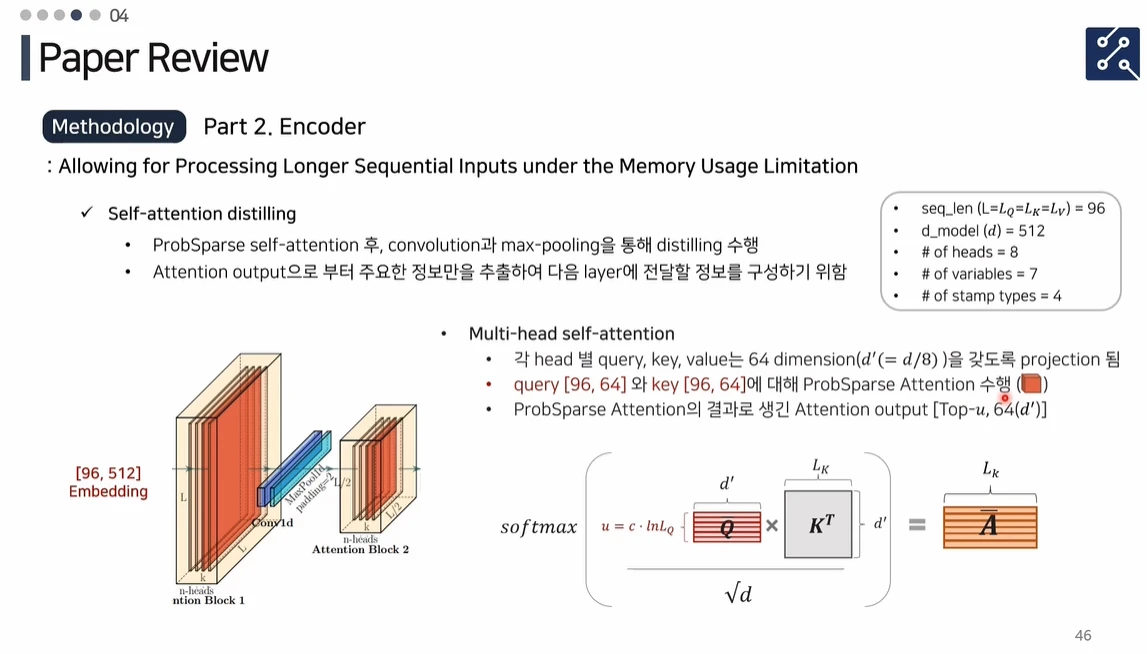 04
Paper Review
Methodology Part 2. Encoder
: Allowing for Processing Longer Sequential Inputs under the Memory Usage Limitation
✓ Self-attention distilling
• ProbSparse self-attention 후, convolution과 max-pooling을 통해 distilling 수행
• Attention output으로 부터 주요한 정보만을 추출하여 다음 layer에 전달할 정보를 구성하기 위함
• seq_len (L=L_Q=L_K=L_V) = 96
• d_model (d) = 512
• # of heads = 8
• # of variables = 7
• # of stamp types = 4
• Multi-head self-attention
• 각 head 별 query, key, value는 64 dimension(d'(= d/8) )을 갖도록 projection 됨
• query [96, 64] 와 key [96, 64]에 대해 ProbSparse Attention 수행 ( )
• ProbSparse Attention의 결과로 생긴 Attention output [Top-u, 64(d')]
[96, 512]
Embedding
L
L
k
n-heads
ntion Block 1
Conv1d
MaxPool1d
padding=2
L/2
L/2
k
n-heads
Attention Block 2
softmax
u = c · lnL_Q
d'
Q̅
×
L_K
K^T
d'
√d
=
L_k
A̅
46